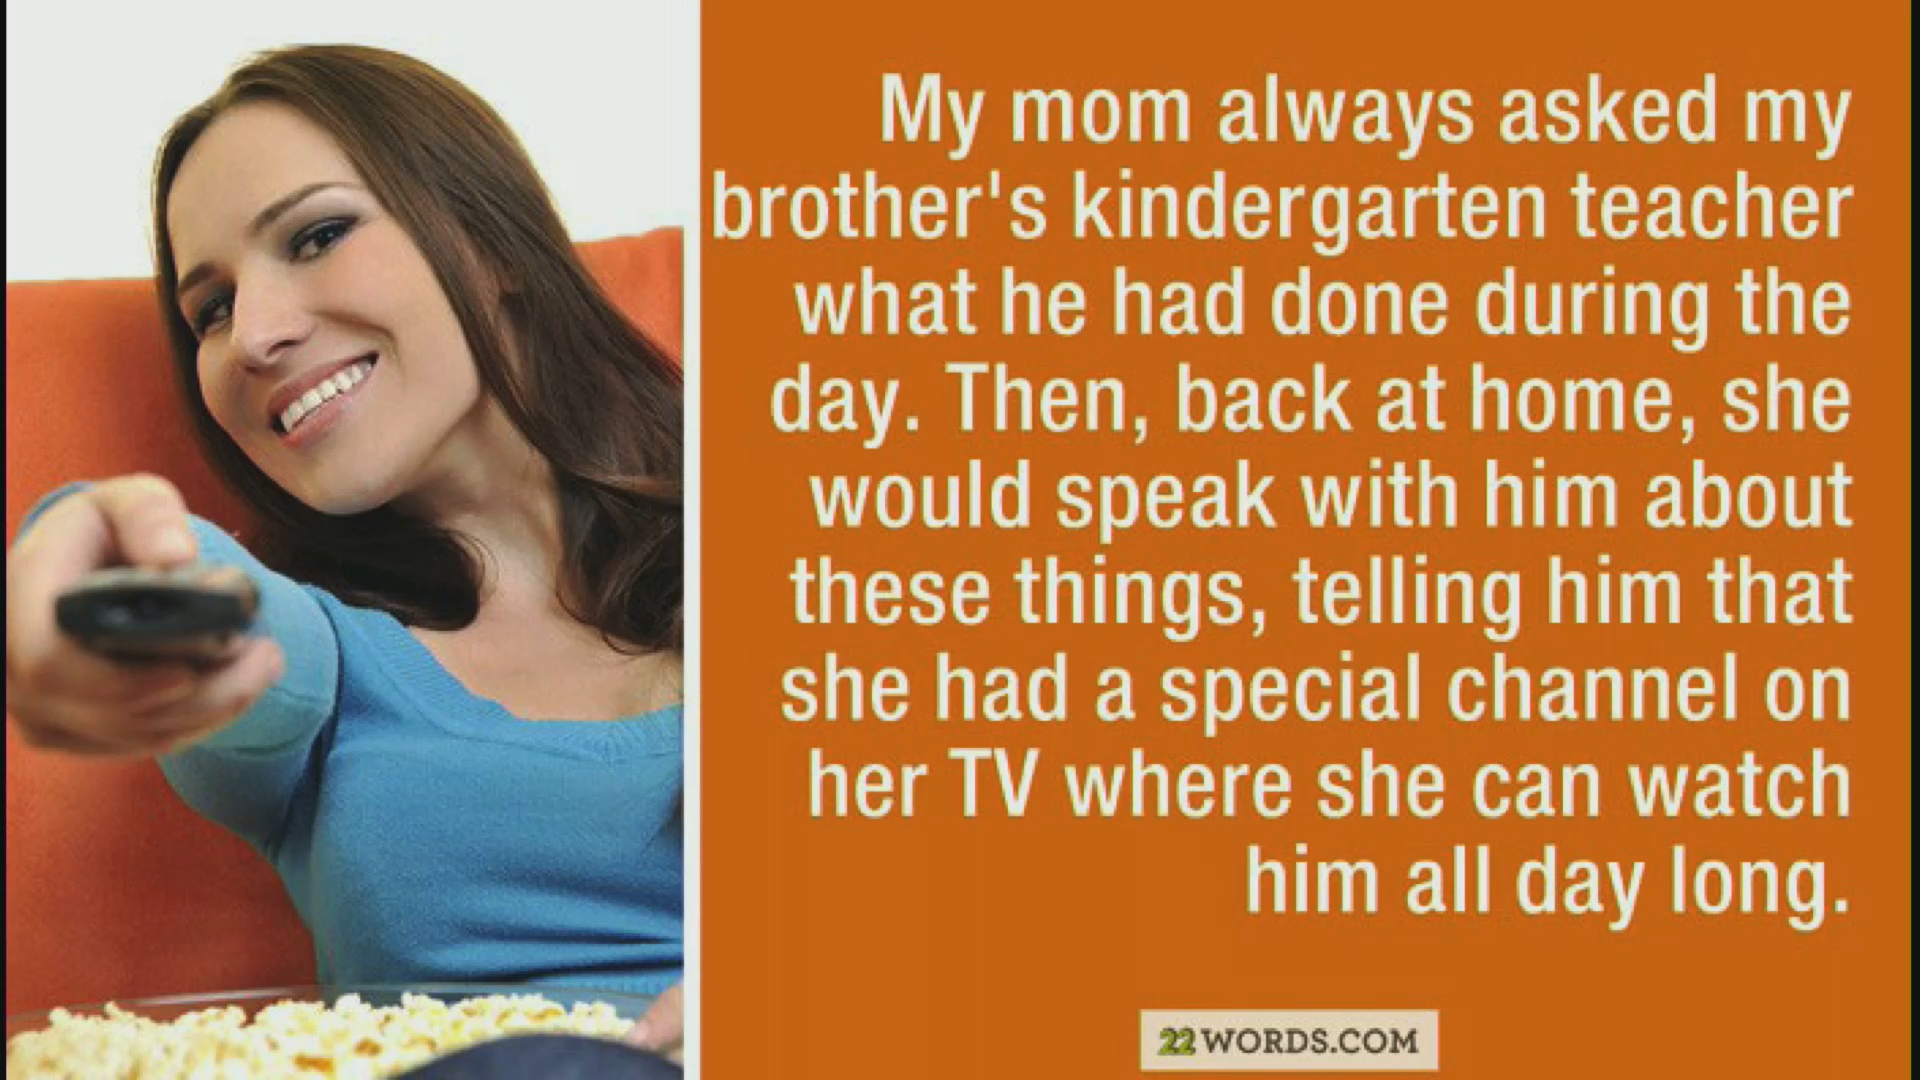 My mom always asked my
brother's kindergarten teacher
what he had done during the
day. Then, back at home, she
would speak with him about
these things, telling him that
she had a special channel on
her TV where she can watch
him all day long.
22WORDS.COM